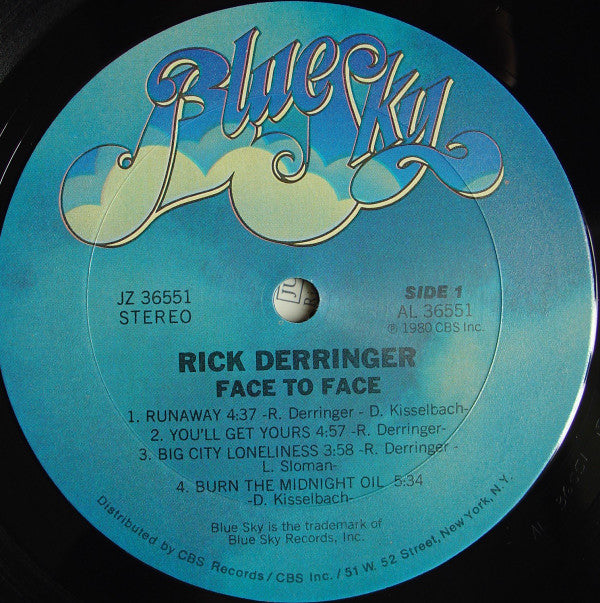 Blue Sky
JZ 36551
STEREO
SIDE 1
AL 36551
℗ 1980 CBS Inc.
RICK DERRINGER
FACE TO FACE
1. RUNAWAY 4:37 -R. Derringer - D. Kisselbach-
2. YOU'LL GET YOURS 4:57 -R. Derringer-
3. BIG CITY LONELINESS 3:58 -R. Derringer -
L. Sloman-
4. BURN THE MIDNIGHT OIL 5:34
-D. Kisselbach-
Blue Sky is the trademark of
Blue Sky Records, Inc.
Distributed by CBS Records / CBS Inc. / 51 W. 52 Street, New York, N.Y.